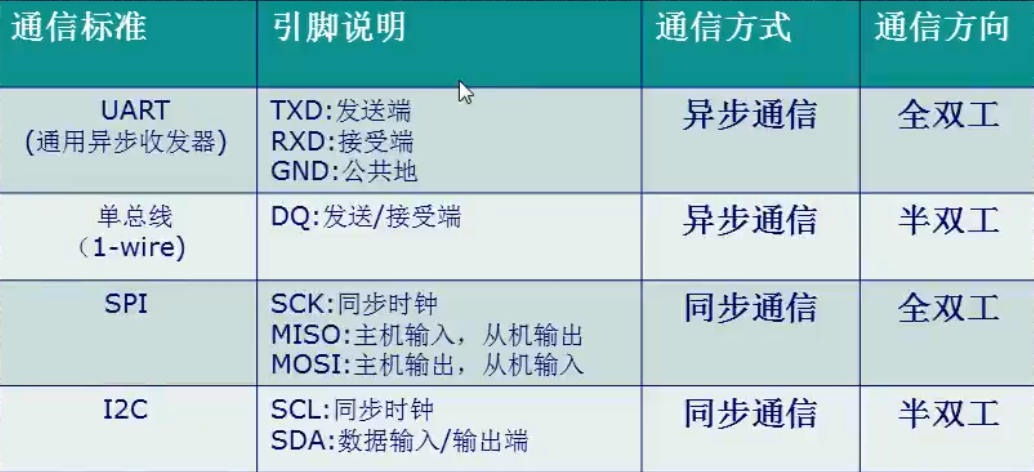 通信标准 引脚说明 通信方式 通信方向
UART
(通用异步收发器)
TXD:发送端
RXD:接受端
GND:公共地
异步通信
全双工
单总线
（1-wire)
DQ:发送/接受端
异步通信
半双工
SPI
SCK:同步时钟
MISO:主机输入，从机输出
MOSI:主机输出，从机输入
同步通信
全双工
I2C
SCL:同步时钟
SDA:数据输入/输出端
同步通信
半双工